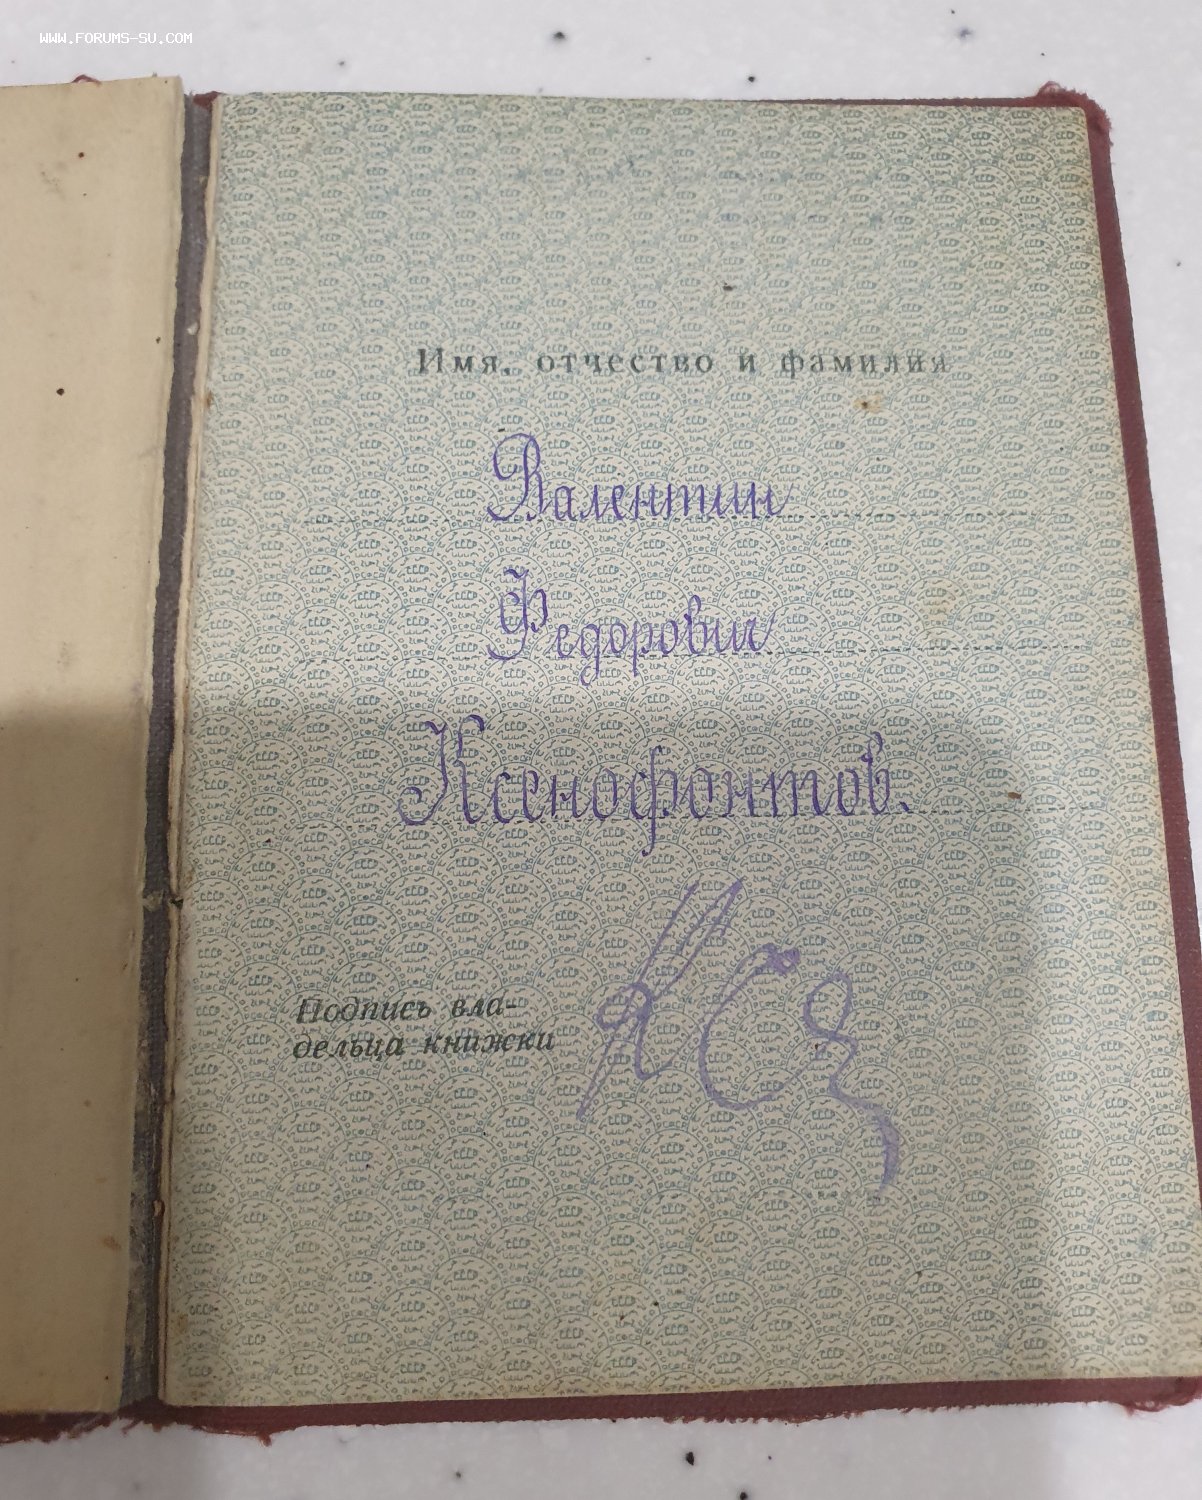 WWW.FORUMS-SU.COM
Имя, отчество и фамилия
Валентин
Федорович
Ксенофонтов.
Подпись вла-
дельца книжки